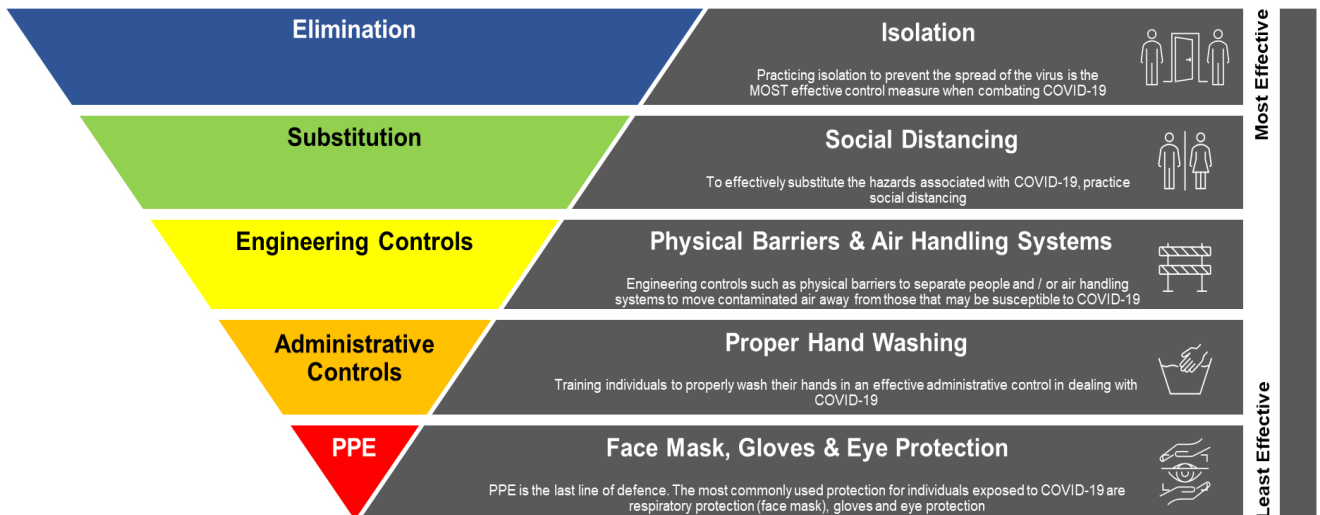 Elimination
Isolation
Practicing isolation to prevent the spread of the virus is the
MOST effective control measure when combating COVID-19
Most Effective
Substitution
Social Distancing
To effectively substitute the hazards associated with COVID-19, practice
social distancing
Engineering Controls
Physical Barriers & Air Handling Systems
Engineering controls such as physical barriers to separate people and / or air handling
systems to move contaminated air away from those that may be susceptible to COVID-19
Administrative
Controls
Proper Hand Washing
Training individuals to properly wash their hands in an effective administrative control in dealing with
COVID-19
PPE
Face Mask, Gloves & Eye Protection
PPE is the last line of defence. The most commonly used protection for individuals exposed to COVID-19 are
respiratory protection (face mask), gloves and eye protection
Least Effective